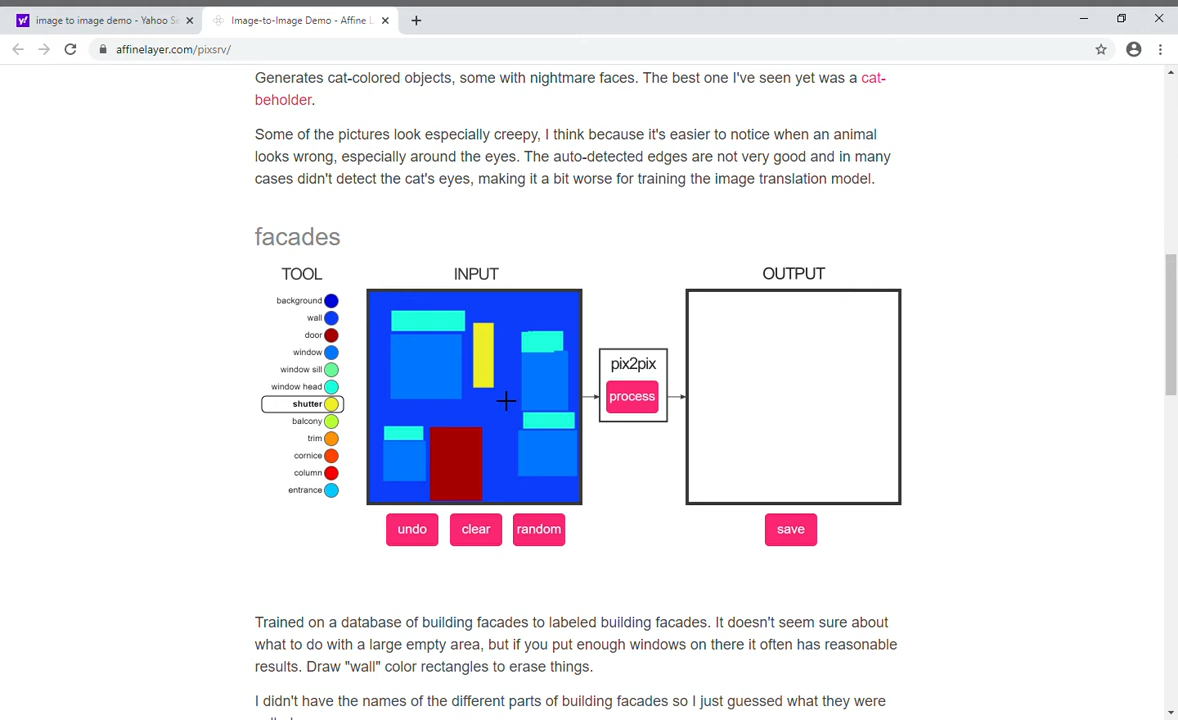 image to image demo - Yahoo S
Image-to-Image Demo - Affine L
affinelayer.com/pixsrv/
Generates cat-colored objects, some with nightmare faces. The best one I've seen yet was a cat-
beholder.
Some of the pictures look especially creepy, I think because it's easier to notice when an animal
looks wrong, especially around the eyes. The auto-detected edges are not very good and in many
cases didn't detect the cat's eyes, making it a bit worse for training the image translation model.
facades
TOOL
INPUT
OUTPUT
background
wall
door
window
window sill
window head
shutter
balcony
trim
cornice
column
entrance
pix2pix
process
undo
clear
random
save
Trained on a database of building facades to labeled building facades. It doesn't seem sure about
what to do with a large empty area, but if you put enough windows on there it often has reasonable
results. Draw "wall" color rectangles to erase things.
I didn't have the names of the different parts of building facades so I just guessed what they were